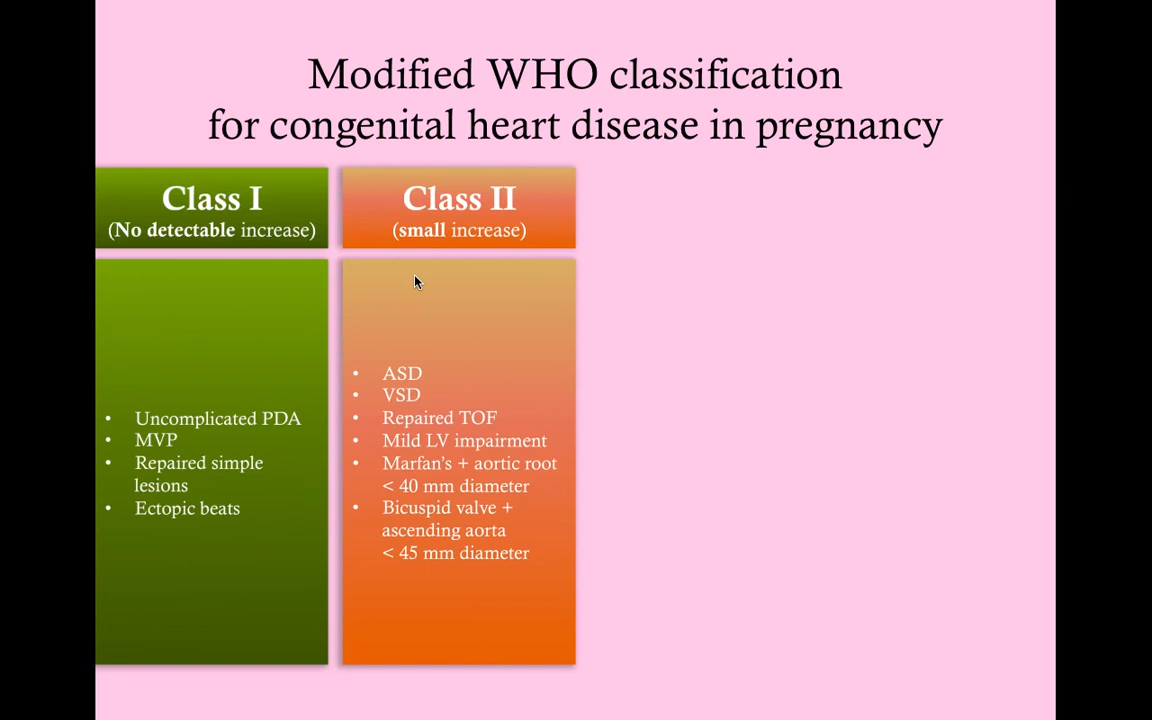 Modified WHO classification
for congenital heart disease in pregnancy
Class I
(No detectable increase)
• Uncomplicated PDA
• MVP
• Repaired simple
lesions
• Ectopic beats
Class II
(small increase)
• ASD
• VSD
• Repaired TOF
• Mild LV impairment
• Marfan's + aortic root
< 40 mm diameter
• Bicuspid valve +
ascending aorta
< 45 mm diameter